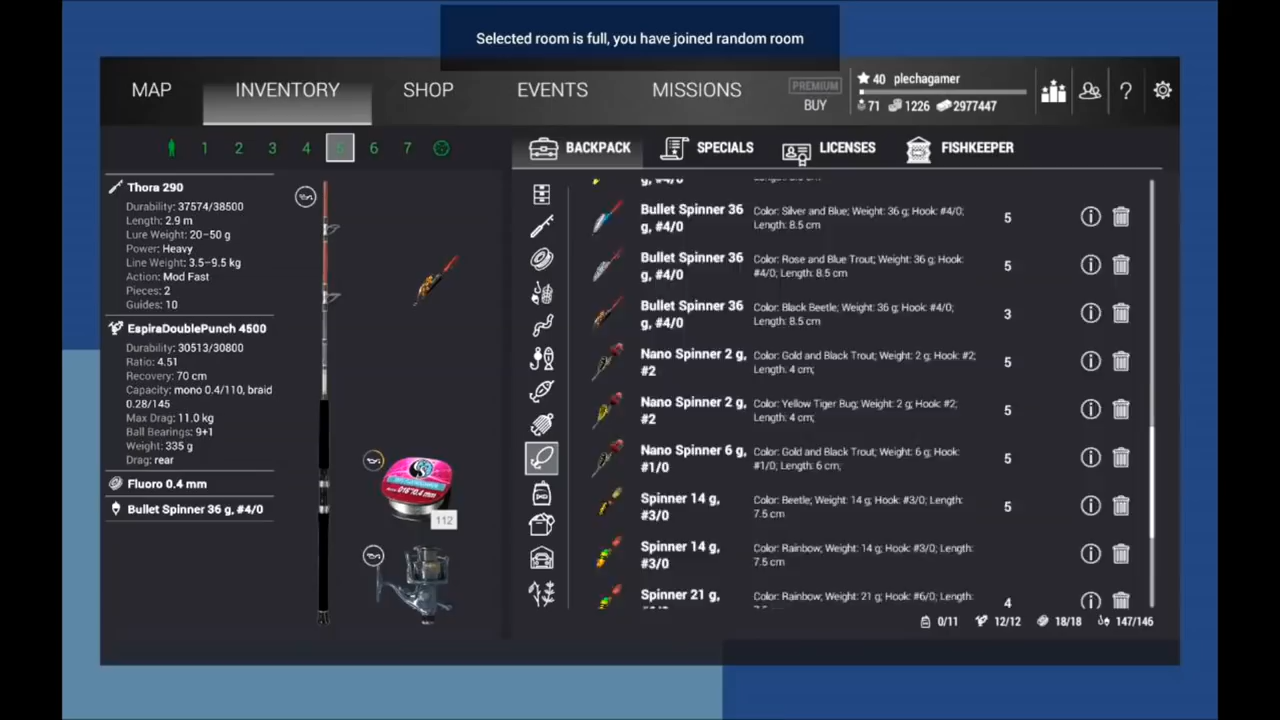 Selected room is full, you have joined random room
MAP
INVENTORY
SHOP
EVENTS
MISSIONS
PREMIUM
BUY
40 plechagamer
71 1226 2977447
?
1 2 3 4 5 6 7
BACKPACK
SPECIALS
LICENSES
FISHKEEPER
Thora 290
Durability: 37574/38500
Length: 2.9 m
Lure Weight: 20–50 g
Power: Heavy
Line Weight: 3.5–9.5 kg
Action: Mod Fast
Pieces: 2
Guides: 10
EspiraDoublePunch 4500
Durability: 30513/30800
Ratio: 4.51
Recovery: 70 cm
Capacity: mono 0.4/110, braid
0.28/145
Max Drag: 11.0 kg
Ball Bearings: 9+1
Weight: 335 g
Drag: rear
Fluoro 0.4 mm
Bullet Spinner 36 g, #4/0
112
g, #4/0
Bullet Spinner 36
g, #4/0
Color: Silver and Blue; Weight: 36 g; Hook: #4/0;
Length: 8.5 cm
5
Bullet Spinner 36
g, #4/0
Color: Rose and Blue Trout; Weight: 36 g; Hook:
#4/0; Length: 8.5 cm
5
Bullet Spinner 36
g, #4/0
Color: Black Beetle; Weight: 36 g; Hook: #4/0;
Length: 8.5 cm
3
Nano Spinner 2 g,
#2
Color: Gold and Black Trout; Weight: 2 g; Hook: #2;
Length: 4 cm;
5
Nano Spinner 2 g,
#2
Color: Yellow Tiger Bug; Weight: 2 g; Hook: #2;
Length: 4 cm;
5
Nano Spinner 6 g,
#1/0
Color: Gold and Black Trout; Weight: 6 g; Hook:
#1/0; Length: 6 cm;
5
Spinner 14 g,
#3/0
Color: Beetle; Weight: 14 g; Hook: #3/0; Length:
7.5 cm
5
Spinner 14 g,
#3/0
Color: Rainbow; Weight: 14 g; Hook: #3/0; Length:
7.5 cm
5
Spinner 21 g,
Color: Rainbow; Weight: 21 g; Hook: #6/0; Length:
4
0/11 12/12 18/18 147/146